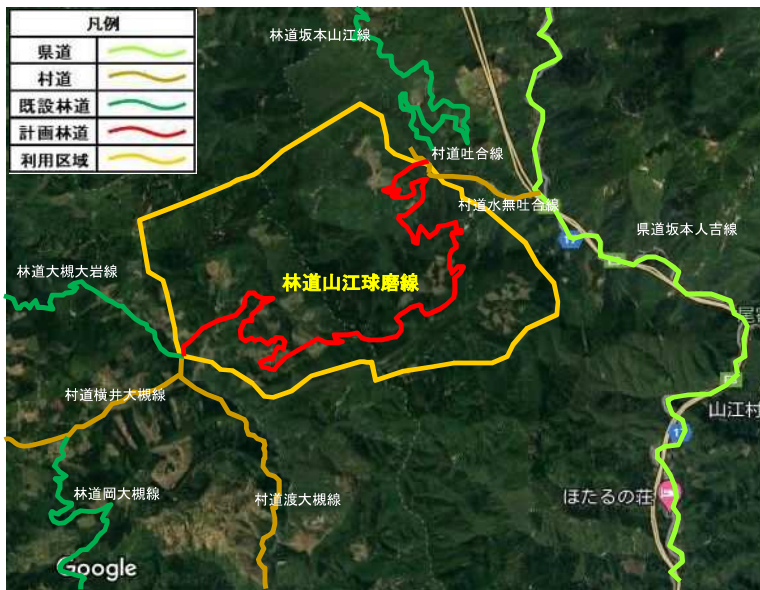 凡例
県道
村道
既設林道
計画林道
利用区域
林道坂本山江線
村道吐合線
村道水無吐合線
県道坂本人吉線
17
林道大槻大岩線
林道山江球磨線
村道横井大槻線
山江村
17
林道岡大槻線
村道渡大槻線
ほたるの荘
Google